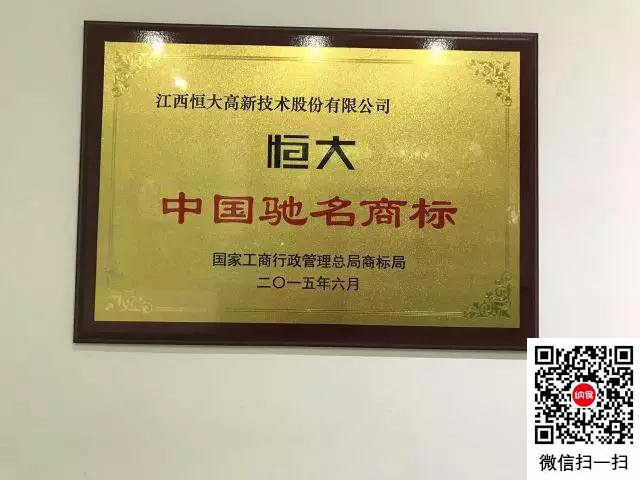 江西恒大高新技术股份有限公司
恒大
中国驰名商标
国家工商行政管理总局商标局
二〇一五年六月
纳保
微信扫一扫